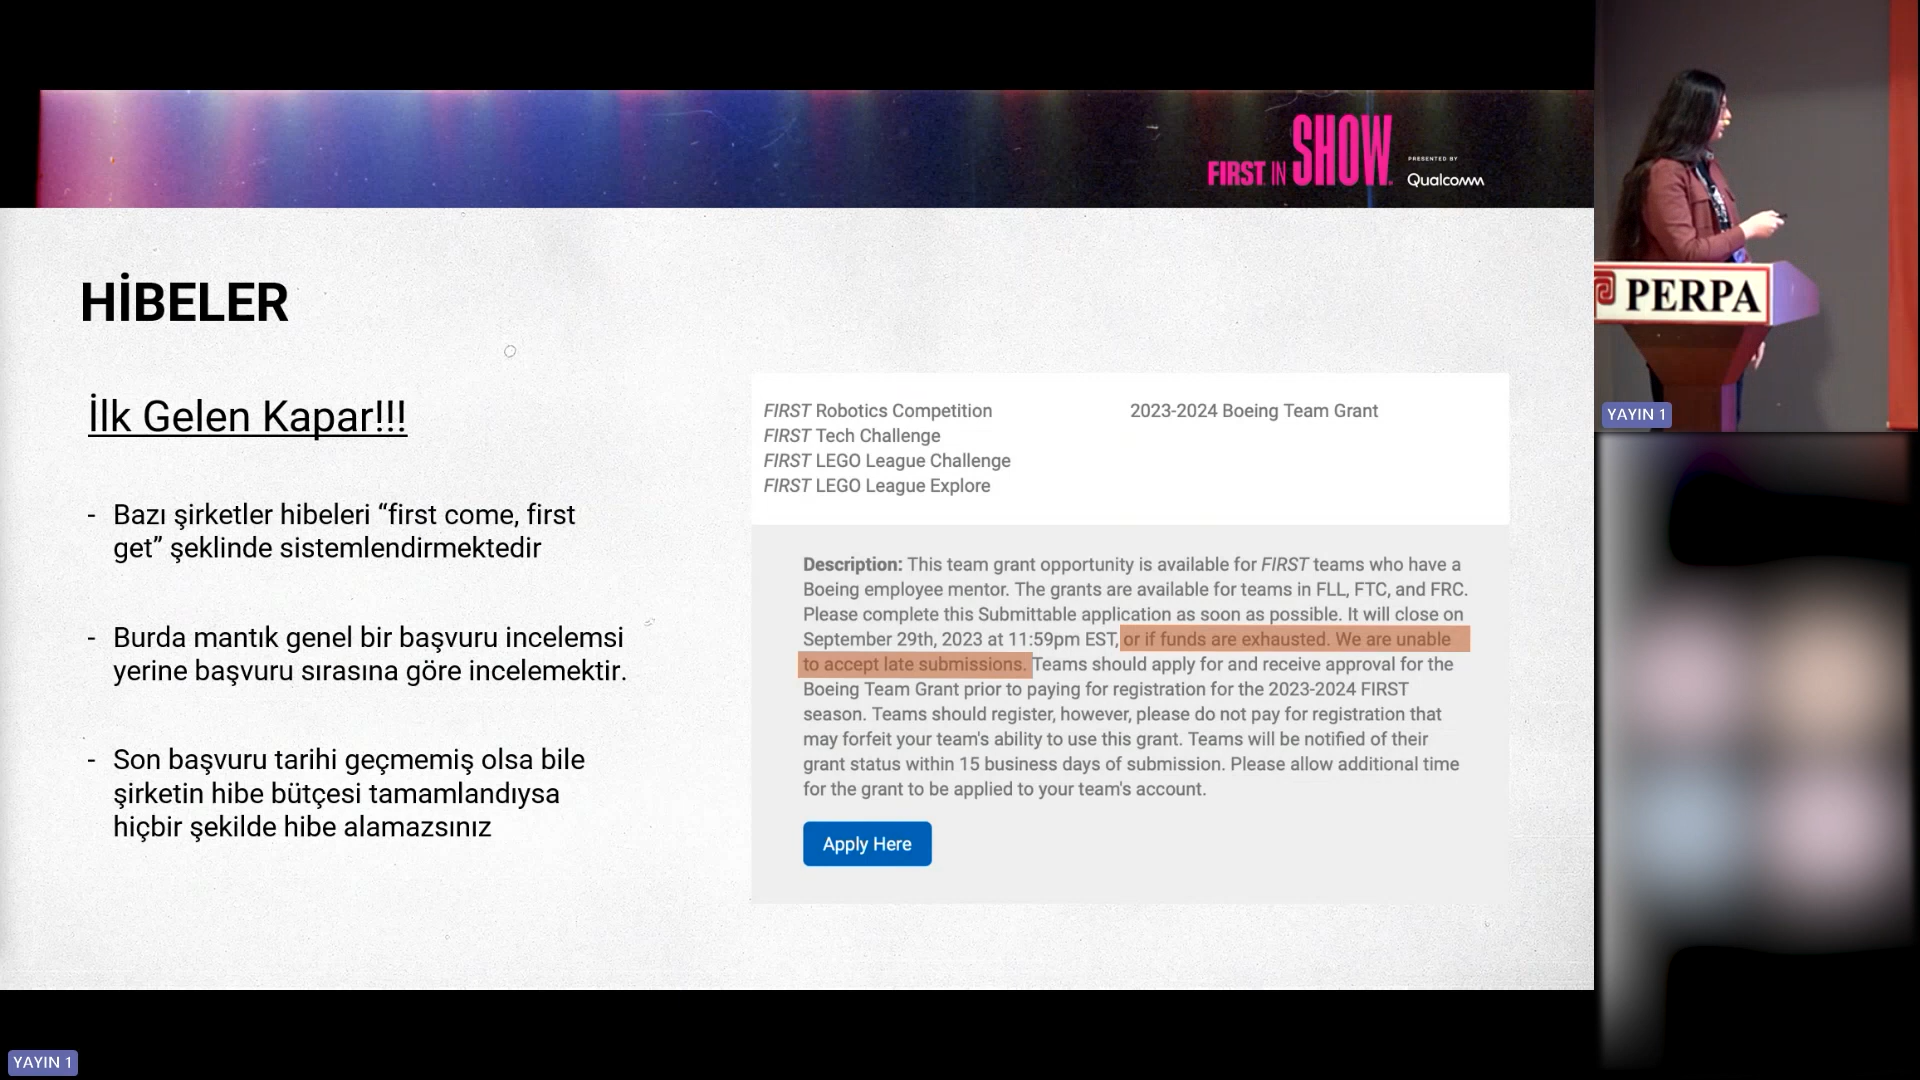 FIRST IN SHOW
PRESENTED BY
Qualcomm
HİBELER
İlk Gelen Kapar!!!
- Bazı şirketler hibeleri “first come, first
get” şeklinde sistemlendirmektedir
- Burda mantık genel bir başvuru incelemsi
yerine başvuru sırasına göre incelemektir.
- Son başvuru tarihi geçmemiş olsa bile
şirketin hibe bütçesi tamamlandıysa
hiçbir şekilde hibe alamazsınız
FIRST Robotics Competition
FIRST Tech Challenge
FIRST LEGO League Challenge
FIRST LEGO League Explore
2023-2024 Boeing Team Grant
Description: This team grant opportunity is available for FIRST teams who have a
Boeing employee mentor. The grants are available for teams in FLL, FTC, and FRC.
Please complete this Submittable application as soon as possible. It will close on
September 29th, 2023 at 11:59pm EST, or if funds are exhausted. We are unable
to accept late submissions. Teams should apply for and receive approval for the
Boeing Team Grant prior to paying for registration for the 2023-2024 FIRST
season. Teams should register, however, please do not pay for registration that
may forfeit your team's ability to use this grant. Teams will be notified of their
grant status within 15 business days of submission. Please allow additional time
for the grant to be applied to your team's account.
Apply Here
PERPA
YAYIN 1
YAYIN 1